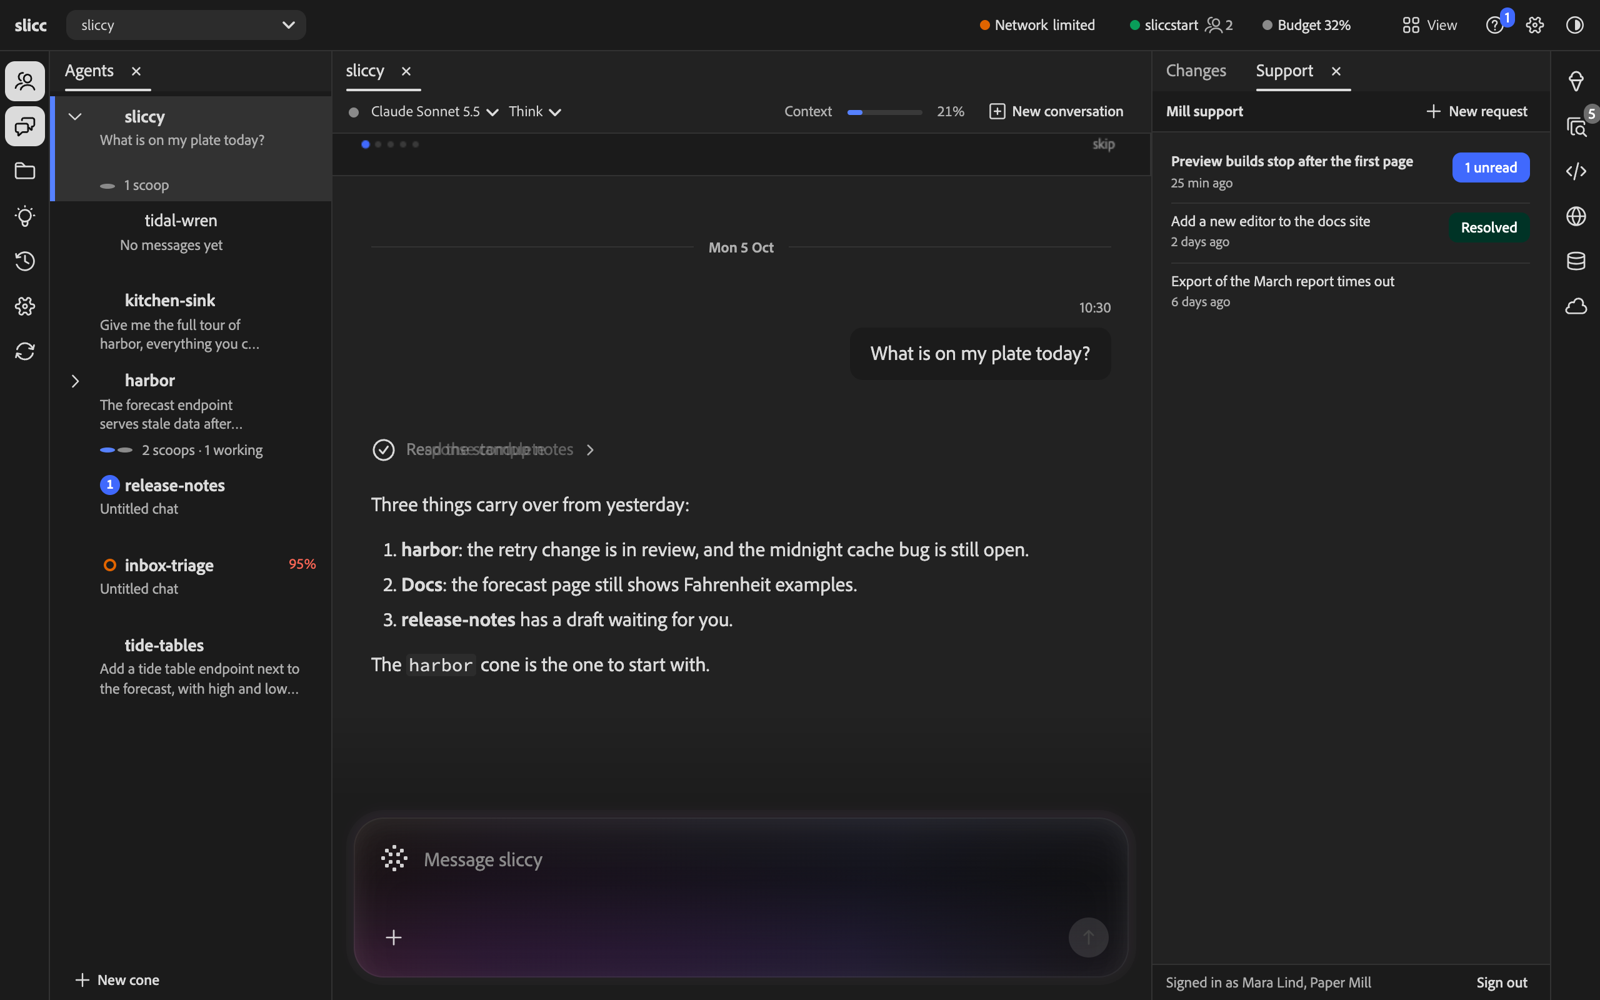 slicc
sliccy
Network limited
sliccstart 2
Budget 32%
View
1
Agents
sliccy
What is on my plate today?
1 scoop
tidal-wren
No messages yet
kitchen-sink
Give me the full tour of
harbor, everything you c...
harbor
The forecast endpoint
serves stale data after...
2 scoops · 1 working
1 release-notes
Untitled chat
inbox-triage 95%
Untitled chat
tide-tables
Add a tide table endpoint next to
the forecast, with high and low...
New cone
sliccy
Claude Sonnet 5.5 Think
Context 21% New conversation
skip
Mon 5 Oct
10:30
What is on my plate today?
Three things carry over from yesterday:
1. harbor: the retry change is in review, and the midnight cache bug is still open.
2. Docs: the forecast page still shows Fahrenheit examples.
3. release-notes has a draft waiting for you.
The harbor cone is the one to start with.
Message sliccy
Changes Support
Mill support New request
Preview builds stop after the first page
25 min ago
1 unread
Add a new editor to the docs site
2 days ago
Resolved
Export of the March report times out
6 days ago
Signed in as Mara Lind, Paper Mill Sign out
5